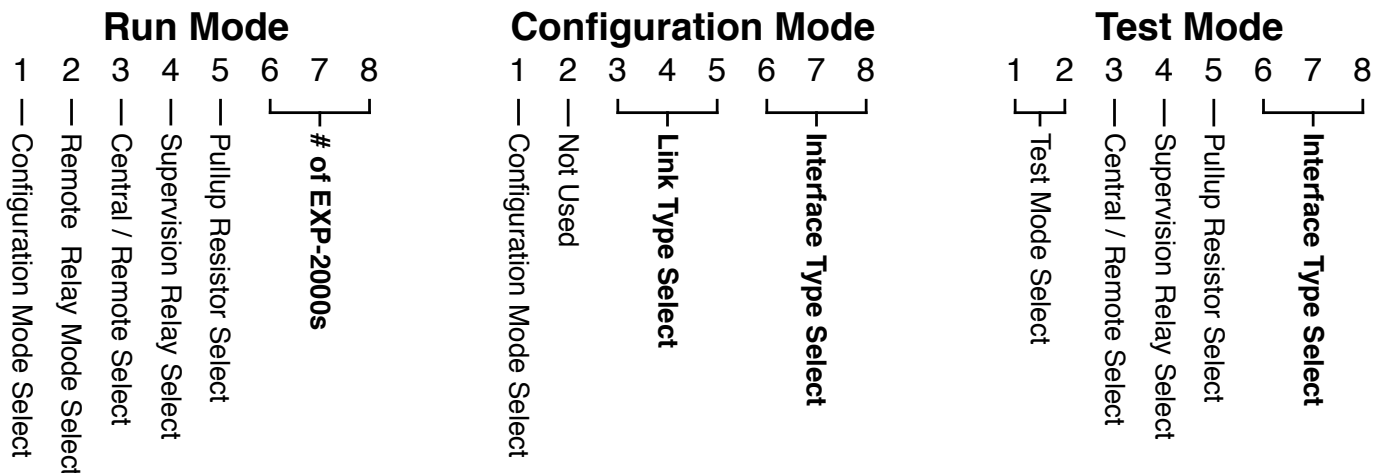 Run Mode
1 2 3 4 5 6 7 8
Configuration Mode Select
Remote Relay Mode Select
Central / Remote Select
Supervision Relay Select
Pullup Resistor Select
# of EXP-2000s
Configuration Mode
1 2 3 4 5 6 7 8
Configuration Mode Select
Not Used
Link Type Select
Interface Type Select
Test Mode
1 2 3 4 5 6 7 8
Test Mode Select
Central / Remote Select
Supervision Relay Select
Pullup Resistor Select
Interface Type Select